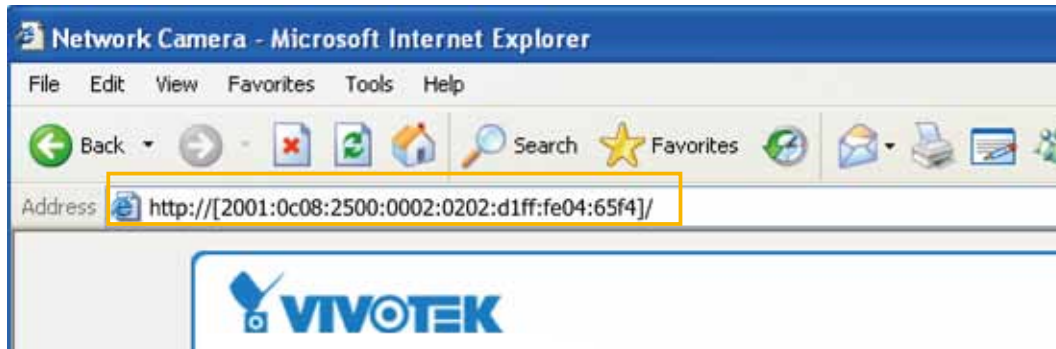 Network Camera - Microsoft Internet Explorer
File Edit View Favorites Tools Help
Back Search Favorites
Address http://[2001:0c08:2500:0002:0202:d1ff:fe04:65f4]/
VIVOTEK